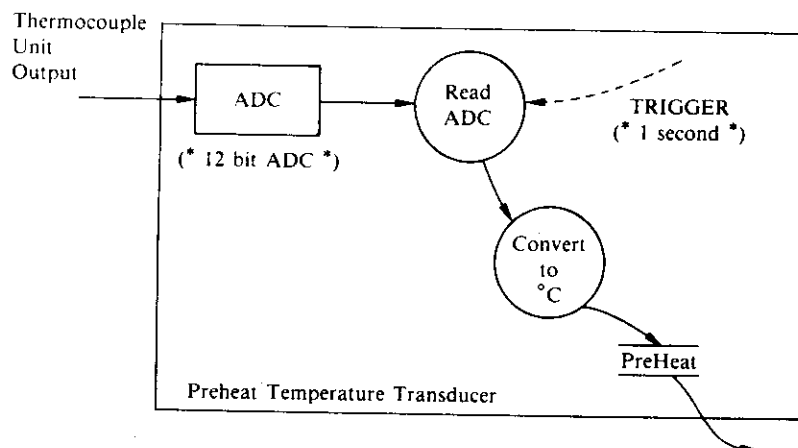 Thermocouple
Unit
Output
ADC
(* 12 bit ADC *)
Read
ADC
TRIGGER
(* 1 second *)
Convert
to
°C
PreHeat
Preheat Temperature Transducer